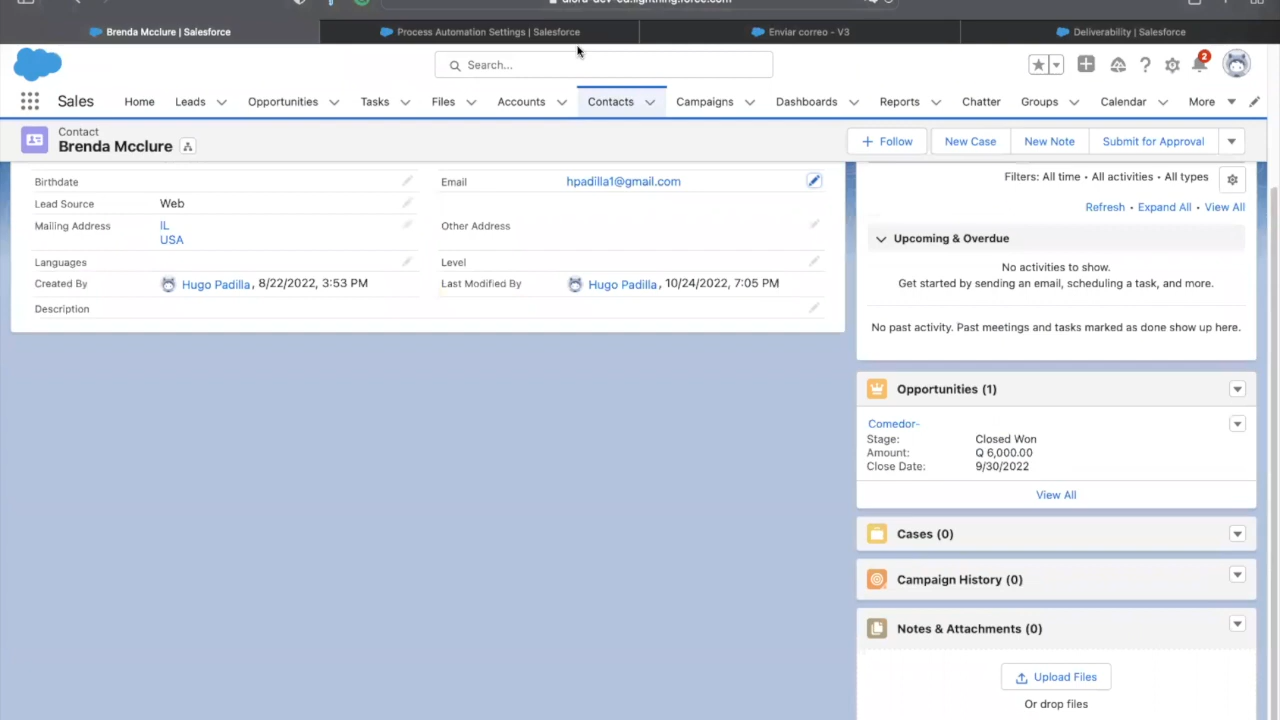 Brenda Mcclure | Salesforce
Process Automation Settings | Salesforce
Enviar correo - V3
Deliverability | Salesforce
Search...
2
Sales
Home
Leads
Opportunities
Tasks
Files
Accounts
Contacts
Campaigns
Dashboards
Reports
Chatter
Groups
Calendar
More
Contact
Brenda Mcclure
Follow
New Case
New Note
Submit for Approval
Birthdate
Email hpadilla1@gmail.com
Lead Source Web
Mailing Address IL
USA
Other Address
Languages
Level
Created By Hugo Padilla, 8/22/2022, 3:53 PM
Last Modified By Hugo Padilla, 10/24/2022, 7:05 PM
Description
Filters: All time • All activities • All types
Refresh • Expand All • View All
Upcoming & Overdue
No activities to show.
Get started by sending an email, scheduling a task, and more.
No past activity. Past meetings and tasks marked as done show up here.
Opportunities (1)
Comedor-
Stage: Closed Won
Amount: Q 6,000.00
Close Date: 9/30/2022
View All
Cases (0)
Campaign History (0)
Notes & Attachments (0)
Upload Files
Or drop files